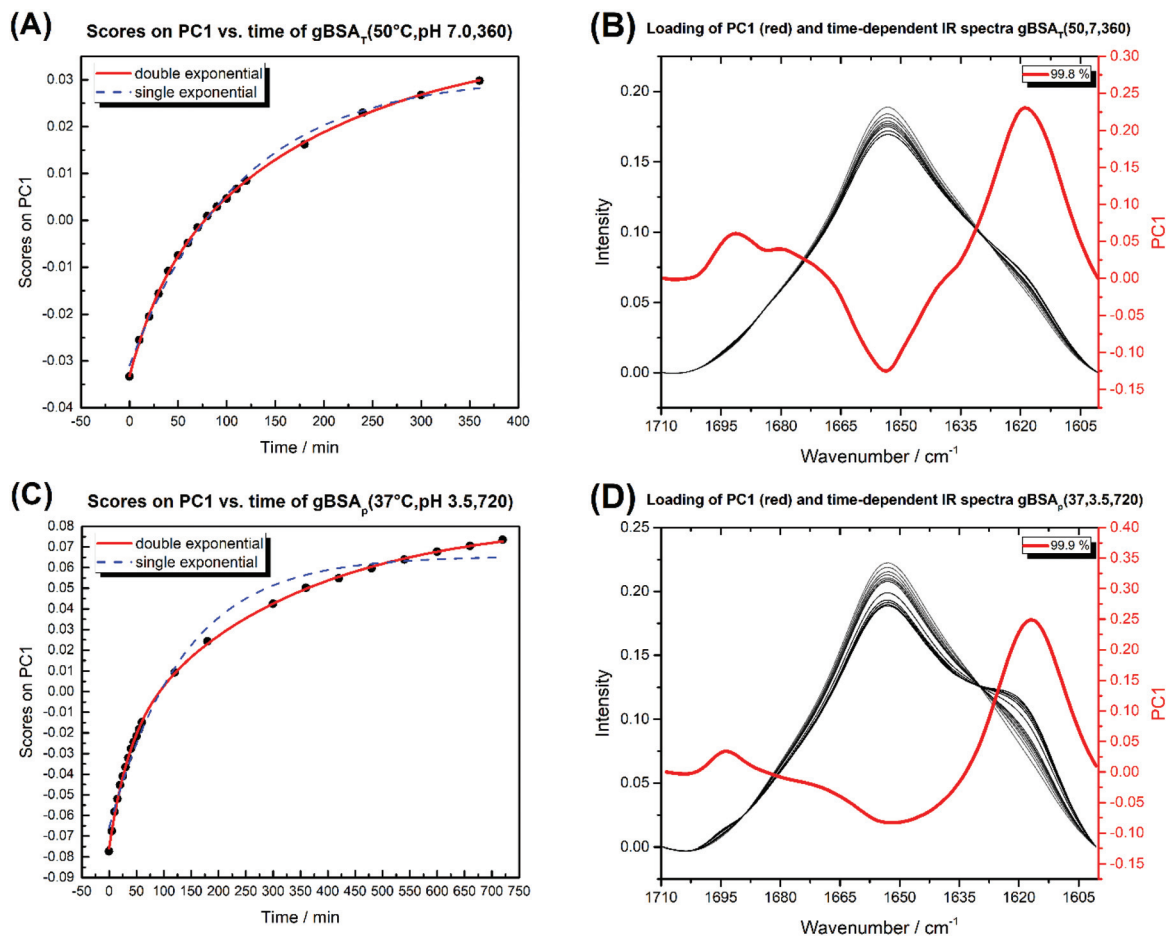 (A)
Scores on PC1 vs. time of gBSA_T(50°C,pH 7.0,360)
double exponential
single exponential
0.03
0.02
0.01
0.00
-0.01
-0.02
-0.03
-0.04
Scores on PC1
-50 0 50 100 150 200 250 300 350 400
Time / min
(B)
Loading of PC1 (red) and time-dependent IR spectra gBSA_T(50,7,360)
99.8 %
0.20
0.15
0.10
0.05
0.00
Intensity
0.30
0.25
0.20
0.15
0.10
0.05
0.00
-0.05
-0.10
-0.15
PC1
1710 1695 1680 1665 1650 1635 1620 1605
Wavenumber / cm⁻¹
(C)
Scores on PC1 vs. time of gBSA_p(37°C,pH 3.5,720)
double exponential
single exponential
0.08
0.07
0.06
0.05
0.04
0.03
0.02
0.01
0.00
-0.01
-0.02
-0.03
-0.04
-0.05
-0.06
-0.07
-0.08
-0.09
Scores on PC1
-50 0 50 100 150 200 250 300 350 400 450 500 550 600 650 700 750
Time / min
(D)
Loading of PC1 (red) and time-dependent IR spectra gBSA_p(37,3.5,720)
99.9 %
0.25
0.20
0.15
0.10
0.05
0.00
Intensity
0.40
0.35
0.30
0.25
0.20
0.15
0.10
0.05
0.00
-0.05
-0.10
-0.15
PC1
1710 1695 1680 1665 1650 1635 1620 1605
Wavenumber / cm⁻¹